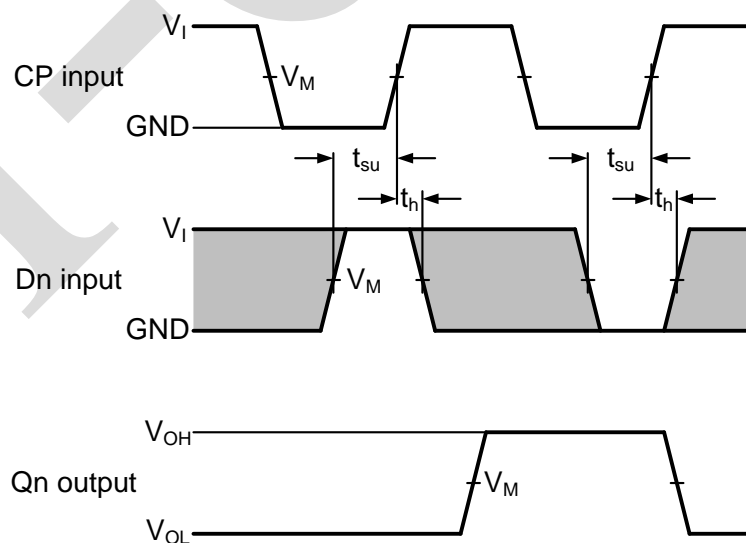 V_I
CP input
V_M
GND
t_su
t_su
t_h
t_h
V_I
Dn input
V_M
GND
V_OH
Qn output
V_M
V_OL